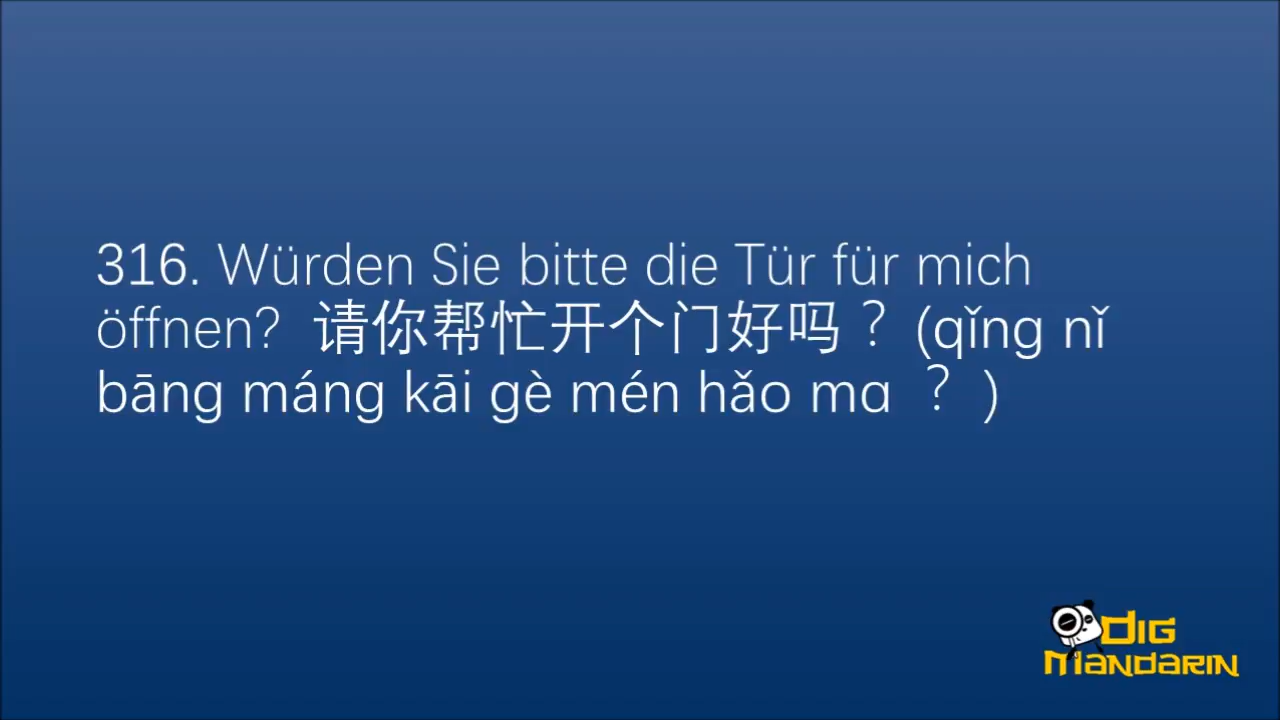 316. Würden Sie bitte die Tür für mich
öffnen? 请你帮忙开个门好吗？(qǐng nǐ
bāng máng kāi gè mén hǎo mɑ ？)
DIG
MANDARIN